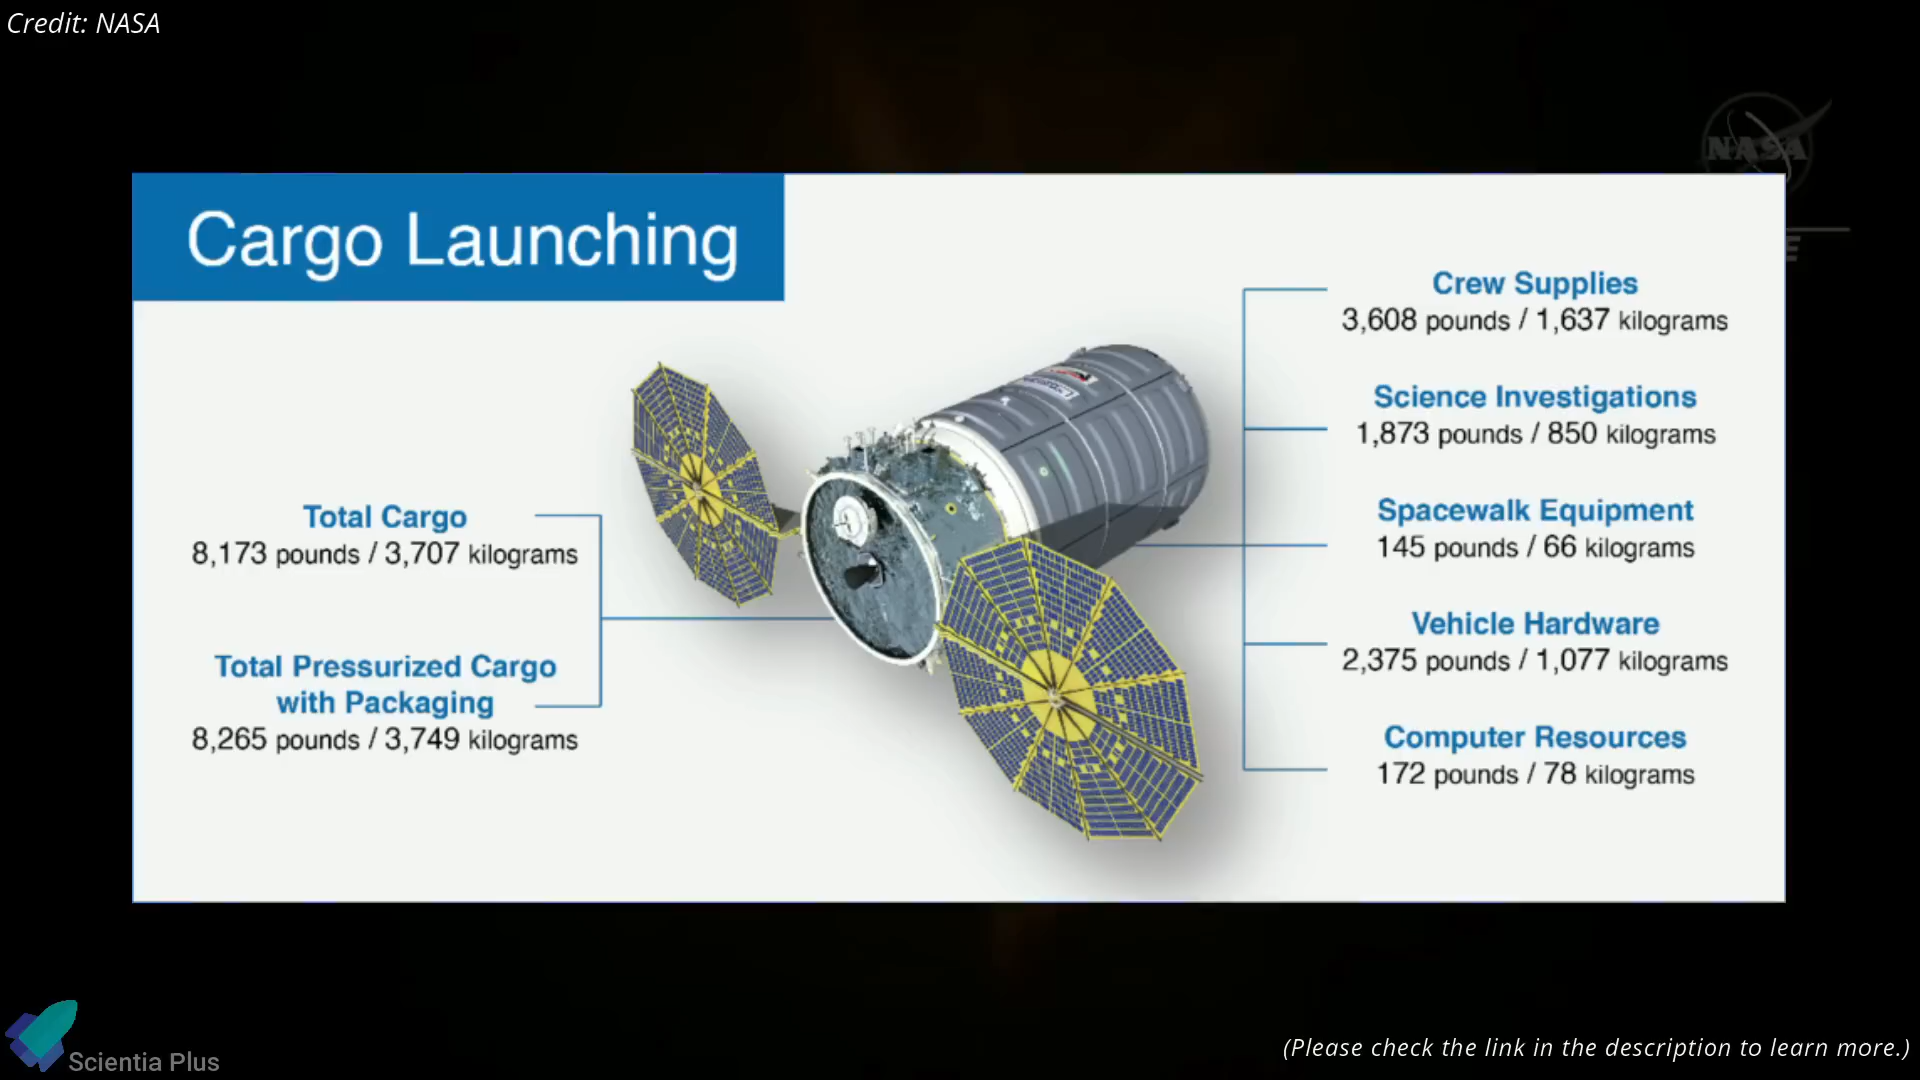 Credit: NASA
NASA
Cargo Launching
Crew Supplies
3,608 pounds / 1,637 kilograms
Science Investigations
1,873 pounds / 850 kilograms
Spacewalk Equipment
145 pounds / 66 kilograms
Vehicle Hardware
2,375 pounds / 1,077 kilograms
Computer Resources
172 pounds / 78 kilograms
Total Cargo
8,173 pounds / 3,707 kilograms
Total Pressurized Cargo
with Packaging
8,265 pounds / 3,749 kilograms
Scientia Plus
(Please check the link in the description to learn more.)